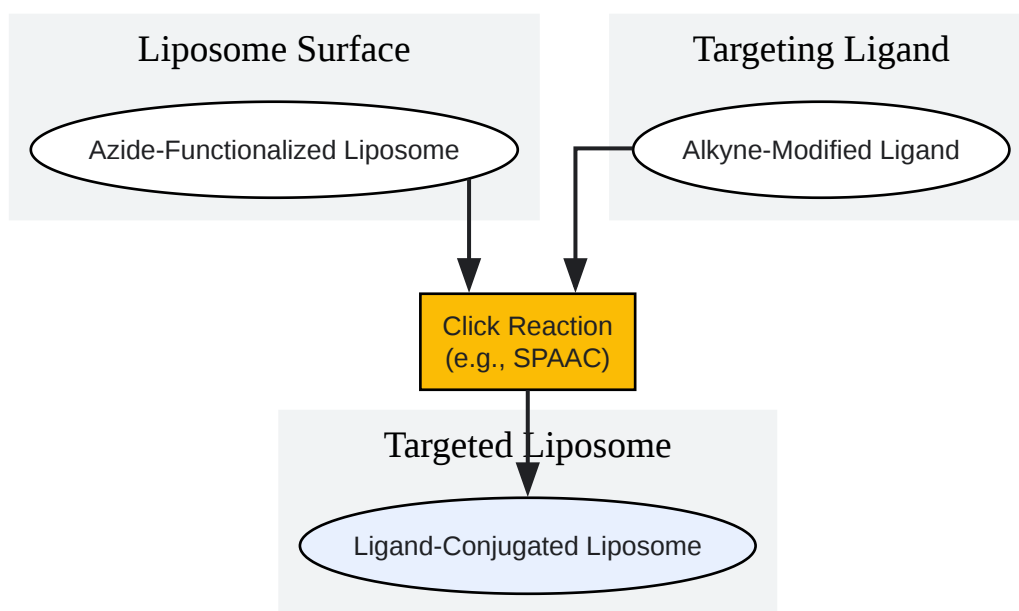 Liposome Surface
Targeting Ligand
Azide-Functionalized Liposome
Alkyne-Modified Ligand
Click Reaction
(e.g., SPAAC)
Targeted Liposome
Ligand-Conjugated Liposome